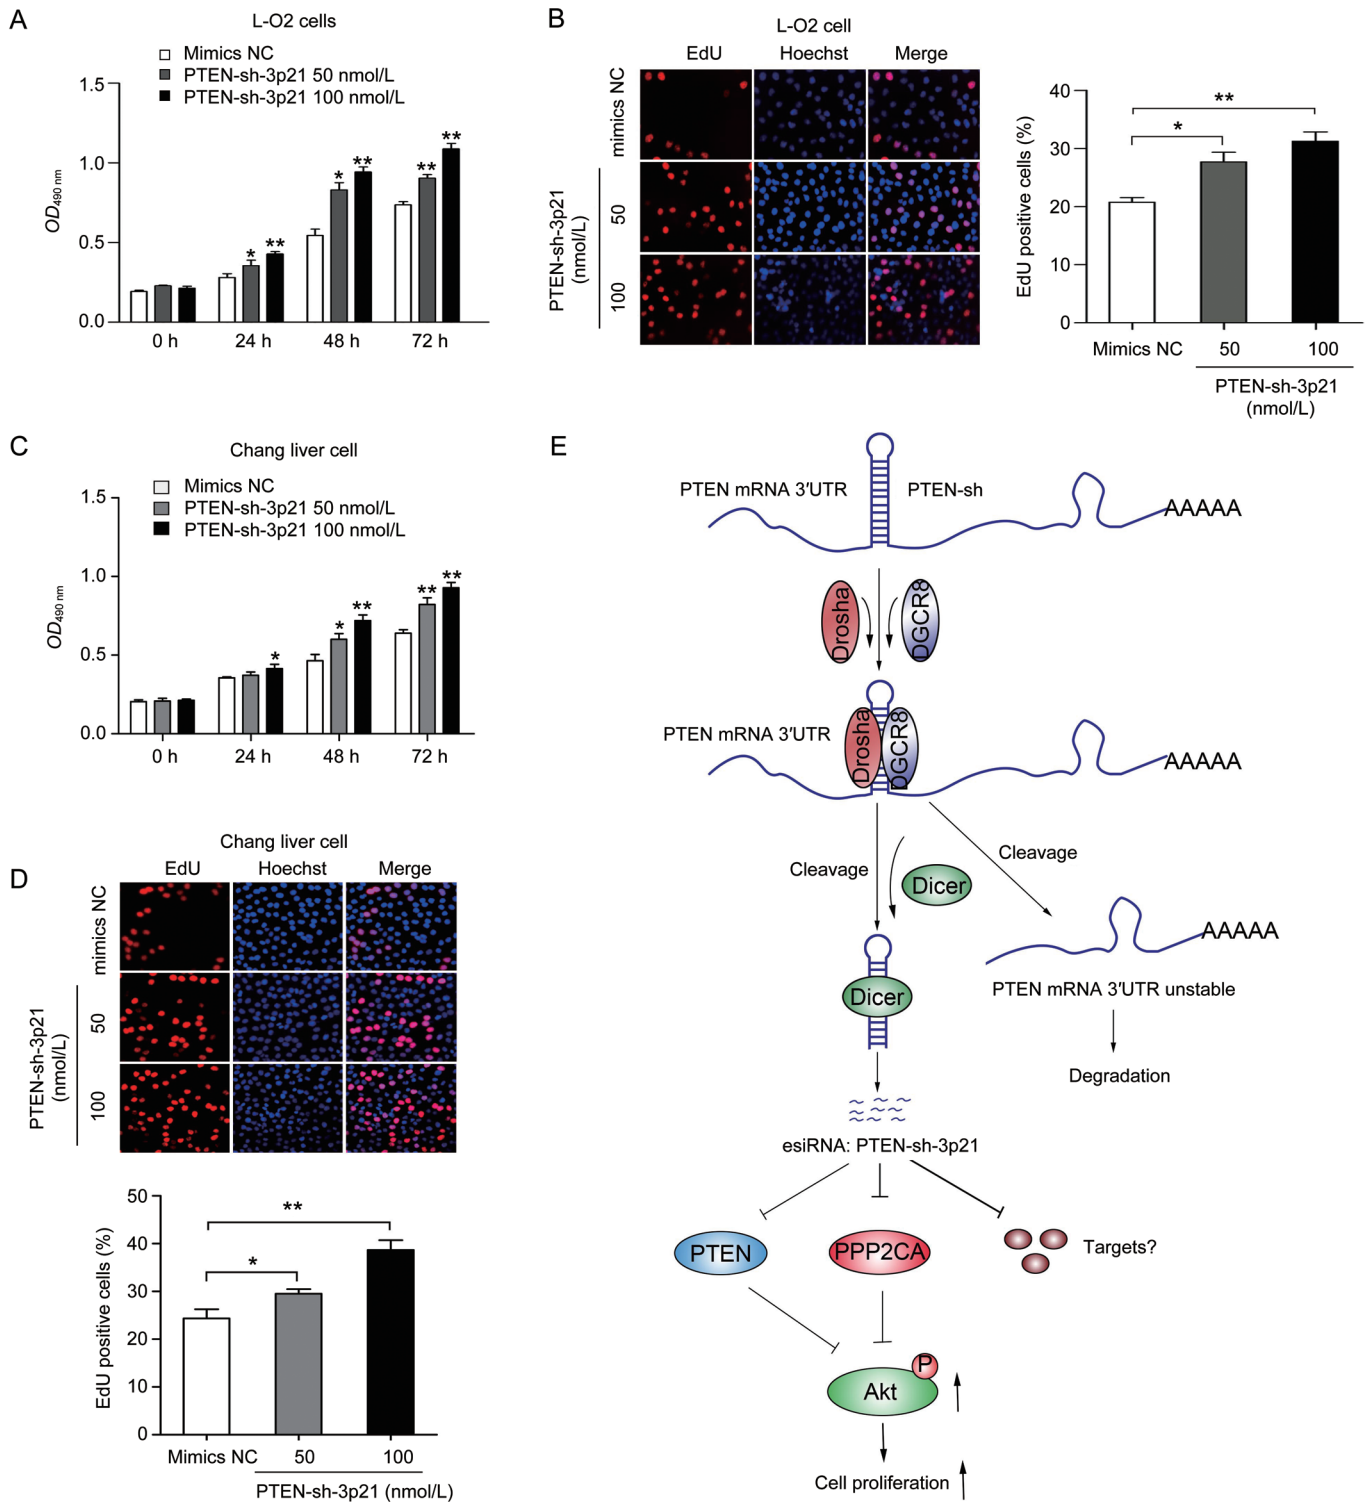 A
L-O2 cells
Mimics NC
PTEN-sh-3p21 50 nmol/L
PTEN-sh-3p21 100 nmol/L
OD490 nm
1.5
1.0
0.5
0.0
* ** * ** ** **
0 h 24 h 48 h 72 h
B
L-O2 cell
EdU Hoechst Merge
mimics NC
PTEN-sh-3p21
(nmol/L)
50
100
EdU positive cells (%)
40
30
20
10
0
**
*
Mimics NC 50 100
PTEN-sh-3p21
(nmol/L)
C
Chang liver cell
Mimics NC
PTEN-sh-3p21 50 nmol/L
PTEN-sh-3p21 100 nmol/L
OD490 nm
1.5
1.0
0.5
0.0
* * ** ** **
0 h 24 h 48 h 72 h
D
Chang liver cell
EdU Hoechst Merge
mimics NC
PTEN-sh-3p21
(nmol/L)
50
100
EdU positive cells (%)
50
40
30
20
10
0
**
*
Mimics NC 50 100
PTEN-sh-3p21 (nmol/L)
E
PTEN mRNA 3′UTR PTEN-sh
AAAAA
Drosha DGCR8
PTEN mRNA 3′UTR
Drosha DGCR8
AAAAA
Cleavage Cleavage
Dicer
AAAAA
Dicer
PTEN mRNA 3′UTR unstable
Degradation
esiRNA: PTEN-sh-3p21
PTEN PPP2CA Targets?
P
Akt
Cell proliferation